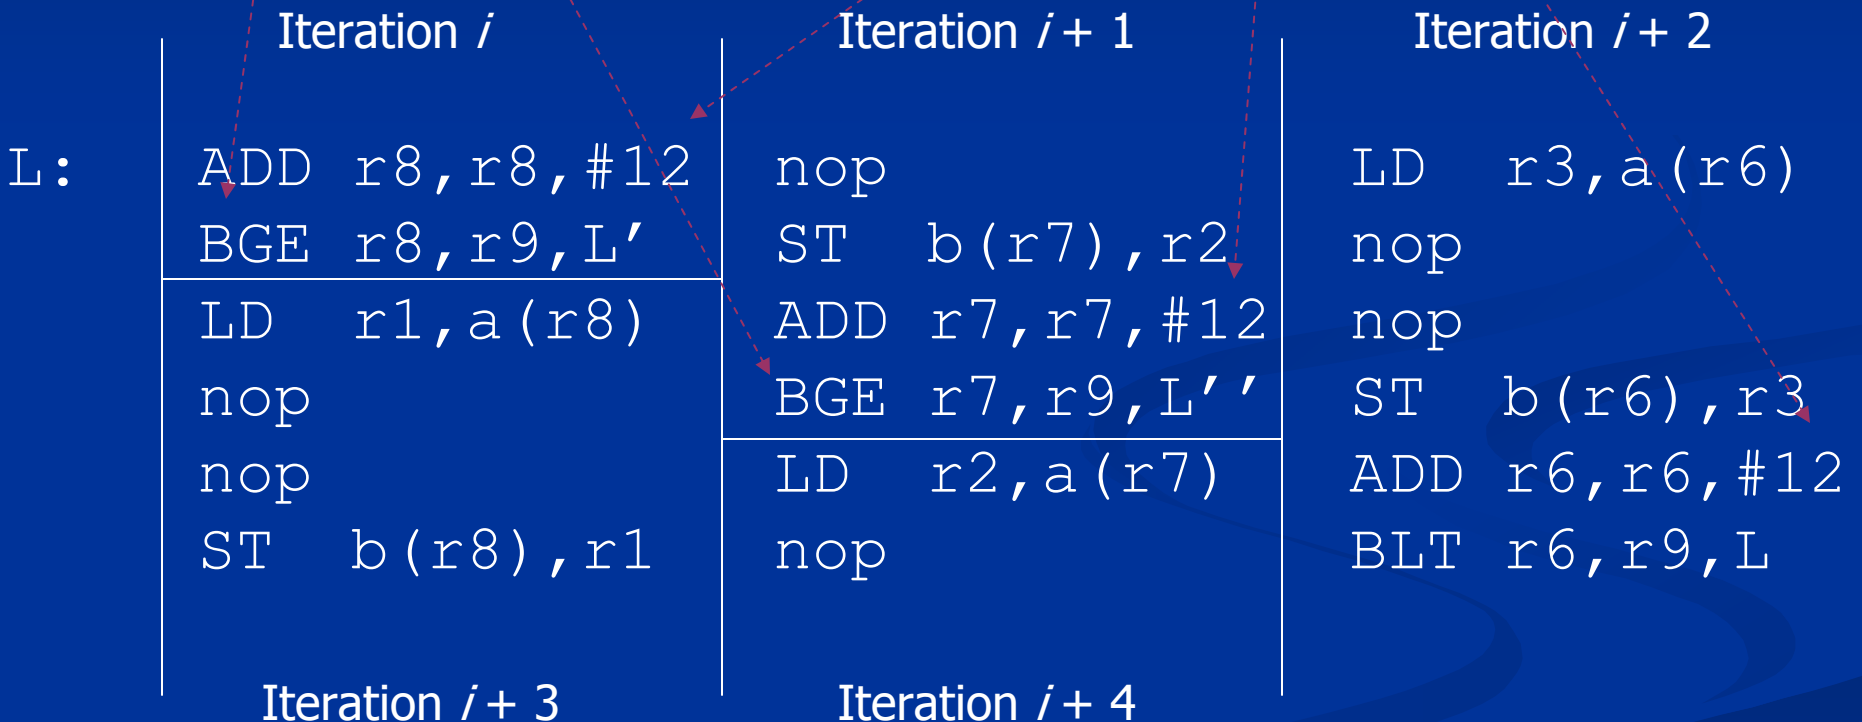 Iteration i Iteration i + 1 Iteration i + 2
L: ADD r8,r8,#12 nop LD r3,a(r6)
BGE r8,r9,L’ ST b(r7),r2 nop
LD r1,a(r8) ADD r7,r7,#12 nop
nop BGE r7,r9,L’’ ST b(r6),r3
nop LD r2,a(r7) ADD r6,r6,#12
ST b(r8),r1 nop BLT r6,r9,L
Iteration i + 3 Iteration i + 4